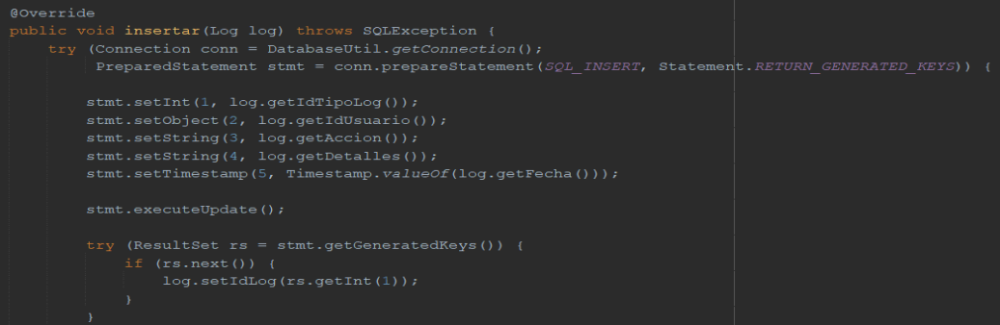 @Override
public void insertar(Log log) throws SQLException {
    try (Connection conn = DatabaseUtil.getConnection();
         PreparedStatement stmt = conn.prepareStatement(SQL_INSERT, Statement.RETURN_GENERATED_KEYS)) {

        stmt.setInt(1, log.getIdTipoLog());
        stmt.setObject(2, log.getIdUsuario());
        stmt.setString(3, log.getAccion());
        stmt.setString(4, log.getDetalles());
        stmt.setTimestamp(5, Timestamp.valueOf(log.getFecha()));

        stmt.executeUpdate();

        try (ResultSet rs = stmt.getGeneratedKeys()) {
            if (rs.next()) {
                log.setIdLog(rs.getInt(1));
            }
        }